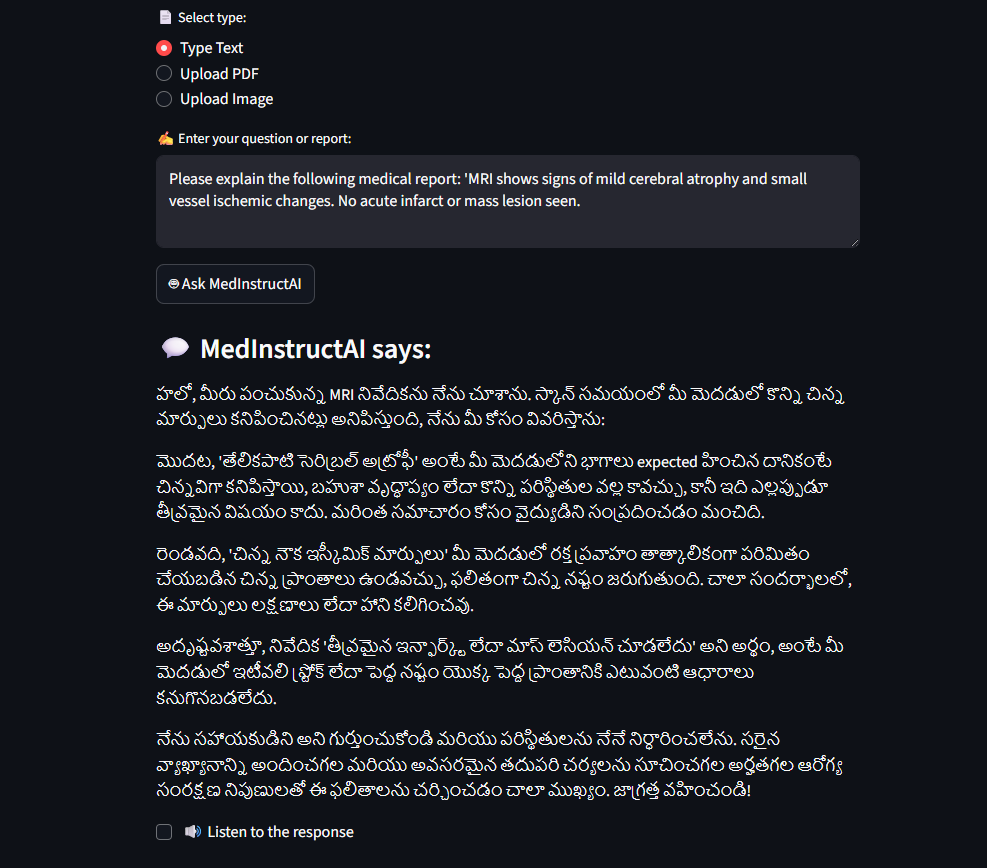 📄 Select type:
Type Text
Upload PDF
Upload Image
✍️ Enter your question or report:
Please explain the following medical report: 'MRI shows signs of mild cerebral atrophy and small
vessel ischemic changes. No acute infarct or mass lesion seen.
Ask MedInstructAI
💬 MedInstructAI says:
హలో, మీరు పంచుకున్న MRI నివేదికను నేను చూశాను. స్కాన్ సమయంలో మీ మెదడులో కొన్ని చిన్న
మార్పులు కనిపించినట్లు అనిపిస్తుంది, నేను మీ కోసం వివరిస్తాను:
మొదట, 'తేలికపాటి సెరిబ్రల్ అట్రోఫీ' అంటే మీ మెదడులోని భాగాలు expected హించిన దానికంటే
చిన్నవిగా కనిపిస్తాయి, బహుశా వృద్ధాప్యం లేదా కొన్ని పరిస్థితుల వల్ల కావచ్చు, కానీ ఇది ఎల్లప్పుడూ
తీవ్రమైన విషయం కాదు. మరింత సమాచారం కోసం వైద్యుడిని సంప్రదించడం మంచిది.
రెండవది, 'చిన్న నౌక ఇస్కీమిక్ మార్పులు' మీ మెదడులో రక్త ప్రవాహం తాత్కాలికంగా పరిమితం
చేయబడిన చిన్న ప్రాంతాలు ఉండవచ్చు, ఫలితంగా చిన్న నష్టం జరుగుతుంది. చాలా సందర్భాలలో,
ఈ మార్పులు లక్షణాలు లేదా హాని కలిగించవు.
అదృష్టవశాత్తూ, నివేదిక 'తీవ్రమైన ఇన్ఫార్క్ట్ లేదా మాస్ లెసియన్ చూడలేదు' అని అర్థం, అంటే మీ
మెదడులో ఇటీవలి స్ట్రోక్ లేదా పెద్ద నష్టం యొక్క పెద్ద ప్రాంతానికి ఎటువంటి ఆధారాలు
కనుగొనబడలేదు.
నేను సహాయకుడిని అని గుర్తుంచుకోండి మరియు పరిస్థితులను నేనే నిర్ధారించలేను. సరైన
వ్యాఖ్యానాన్ని అందించగల మరియు అవసరమైన తదుపరి చర్యలను సూచించగల అర్హతగల ఆరోగ్య
సంరక్షణ నిపుణులతో ఈ ఫలితాలను చర్చించడం చాలా ముఖ్యం. జాగ్రత్త వహించండి!
🔊 Listen to the response